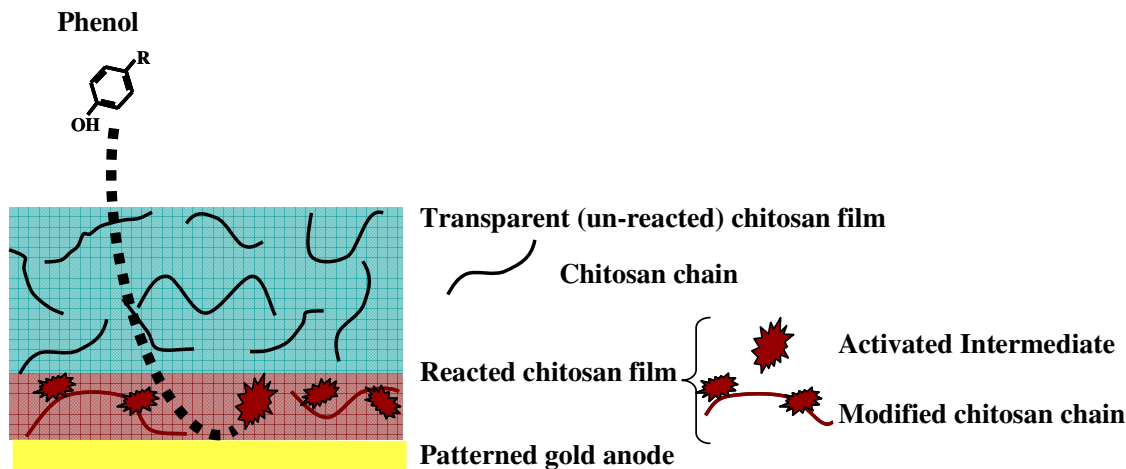 Phenol
R
OH
Transparent (un-reacted) chitosan film
Chitosan chain
Activated Intermediate
Reacted chitosan film
Modified chitosan chain
Patterned gold anode